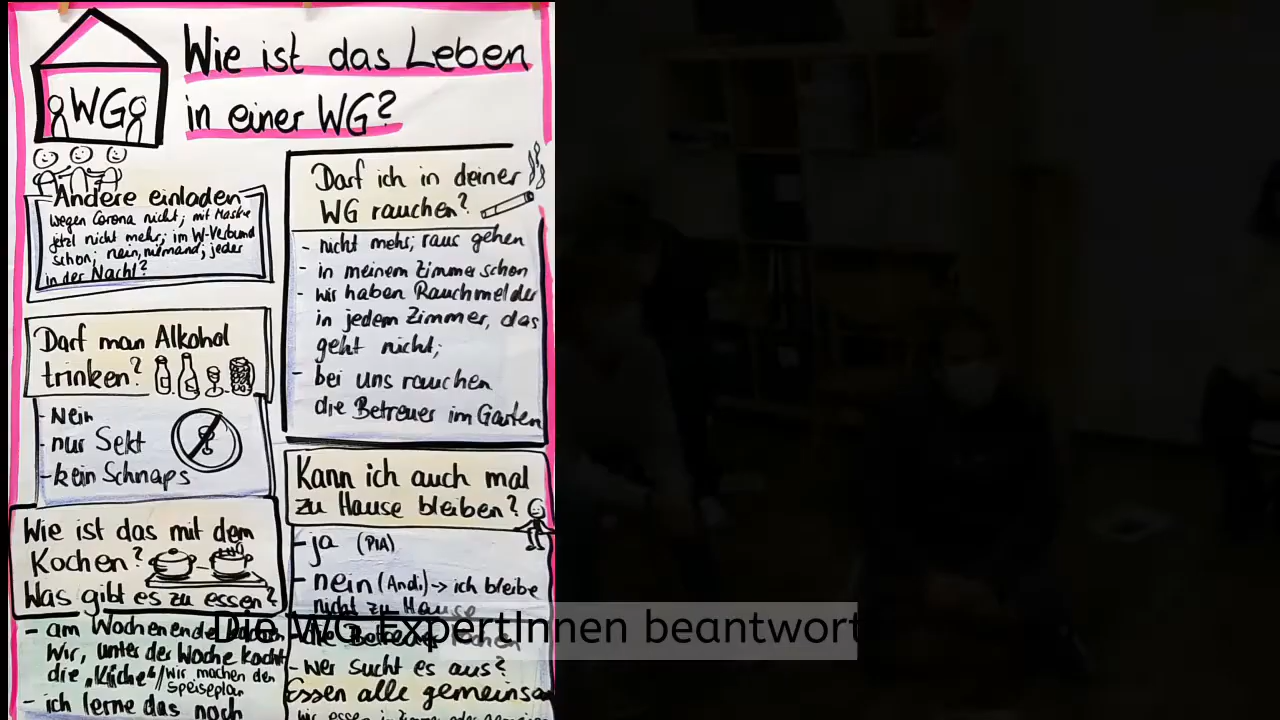 WG
Wie ist das Leben
in einer WG?
Andere einladen
wegen Corona nicht; mit Maske
jetzt nicht mehr; im W-Verbund
schon; nein, niemand; jeder
in der Nacht?
Darf ich in deiner
WG rauchen?
- nicht mehr; raus gehen
- in meinem Zimmer schon
- wir haben Rauchmelder
in jedem Zimmer, das
geht nicht;
- bei uns rauchen
die Betreuer im Garten
Darf man Alkohol
trinken?
- Nein
- nur Sekt
- kein Schnaps
Kann ich auch mal
zu Hause bleiben?
- ja (PIA)
- nein (Andi) -> ich bleibe
nicht zu Hause
Wie ist das mit dem
Kochen?
Was gibt es zu essen?
- am Wochenende kochen
wir, unter der Woche kocht
die "Küche"/wir machen den
Speiseplan
- ich lerne das noch
- die Betreuer kochen
- wer sucht es aus?
Essen alle gemeinsam
Die WG ExpertInnen beantwort